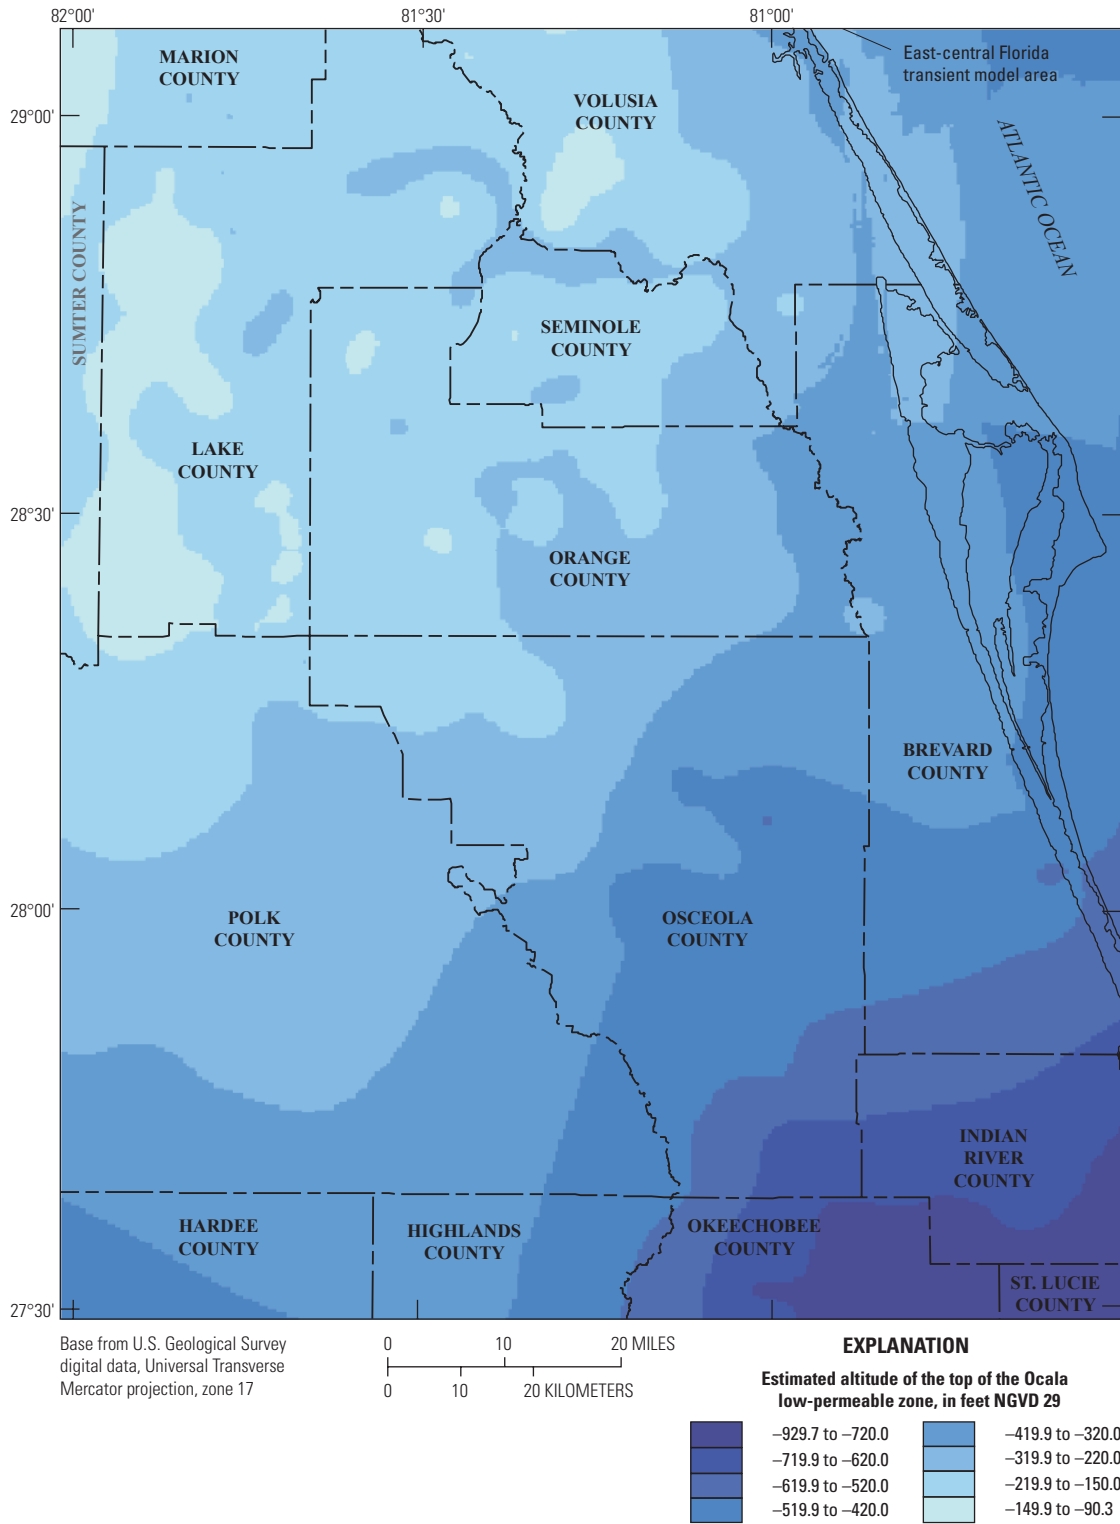 82°00'
81°30'
81°00'
MARION
COUNTY
East-central Florida
transient model area
VOLUSIA
COUNTY
29°00'
ATLANTIC OCEAN
SUMTER COUNTY
SEMINOLE
COUNTY
LAKE
COUNTY
28°30'
ORANGE
COUNTY
BREVARD
COUNTY
28°00'
POLK
COUNTY
OSCEOLA
COUNTY
INDIAN
RIVER
COUNTY
HARDEE
COUNTY
HIGHLANDS
COUNTY
OKEECHOBEE
COUNTY
ST. LUCIE
COUNTY
27°30'
Base from U.S. Geological Survey
digital data, Universal Transverse
Mercator projection, zone 17
0 10 20 MILES
0 10 20 KILOMETERS
EXPLANATION
Estimated altitude of the top of the Ocala
low-permeable zone, in feet NGVD 29
–929.7 to –720.0
–719.9 to –620.0
–619.9 to –520.0
–519.9 to –420.0
–419.9 to –320.0
–319.9 to –220.0
–219.9 to –150.0
–149.9 to –90.3